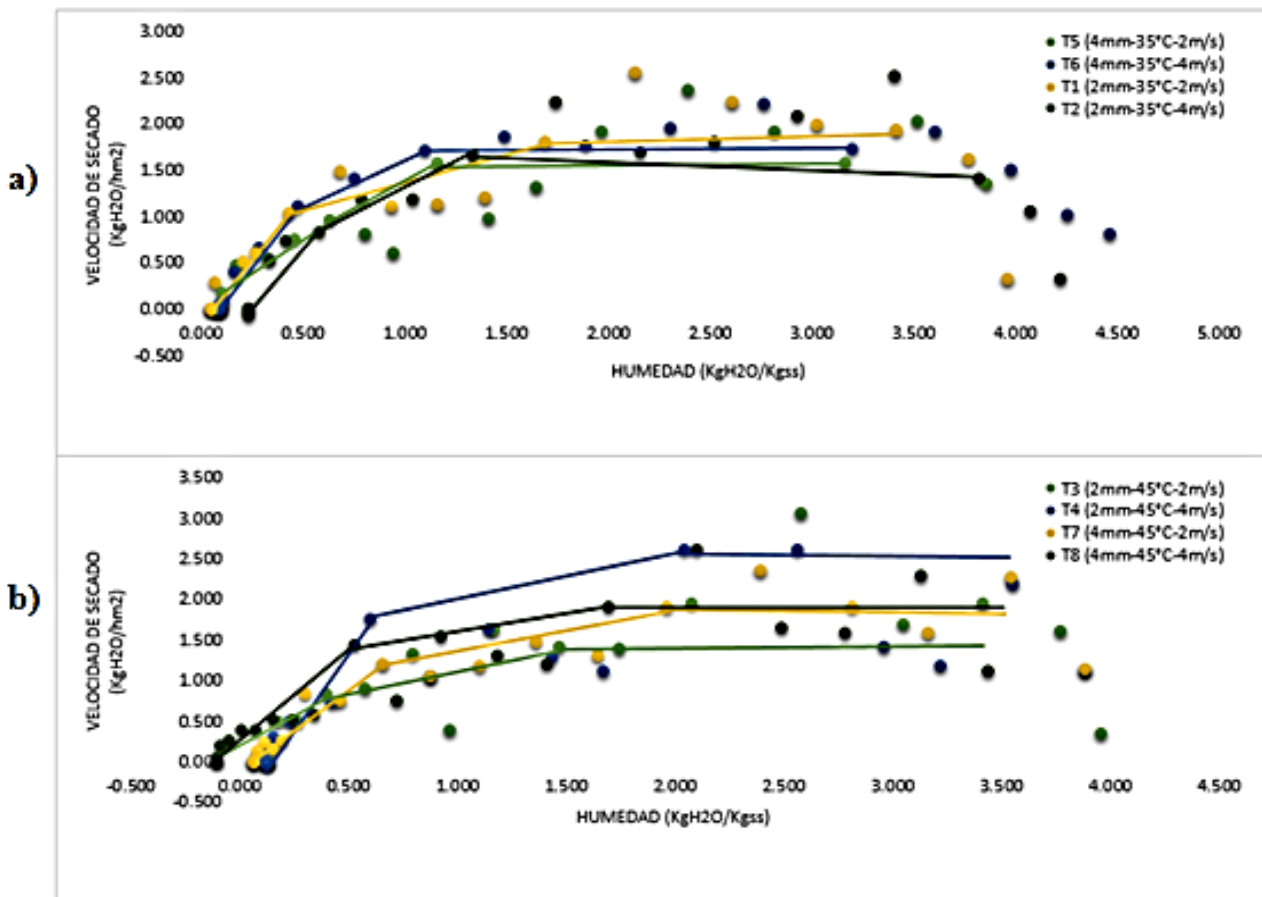 a)
VELOCIDAD DE SECADO
(KgH2O/hm2)
3.000
2.500
2.000
1.500
1.000
0.500
0.000
-0.500
0.000 0.500 1.000 1.500 2.000 2.500 3.000 3.500 4.000 4.500 5.000
HUMEDAD (KgH2O/Kgss)
T5 (4mm-35°C-2m/s)
T6 (4mm-35°C-4m/s)
T1 (2mm-35°C-2m/s)
T2 (2mm-35°C-4m/s)
b)
VELOCIDAD DE SECADO
(KgH2O/hm2)
3.500
3.000
2.500
2.000
1.500
1.000
0.500
0.000
-0.500
-0.500 0.000 0.500 1.000 1.500 2.000 2.500 3.000 3.500 4.000 4.500
HUMEDAD (KgH2O/Kgss)
T3 (2mm-45°C-2m/s)
T4 (2mm-45°C-4m/s)
T7 (4mm-45°C-2m/s)
T8 (4mm-45°C-4m/s)